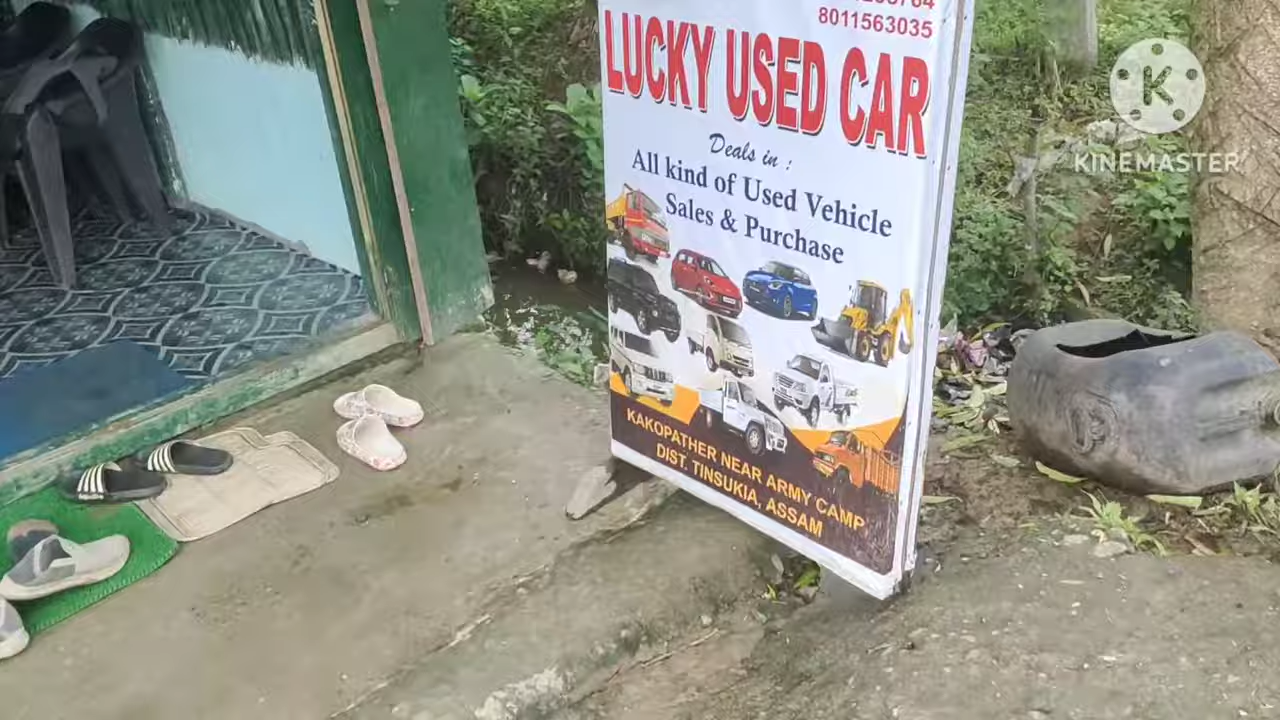 8011563035
LUCKY USED CAR
Deals in :
All kind of Used Vehicle
Sales & Purchase
KAKOPATHER NEAR ARMY CAMP
DIST. TINSUKIA, ASSAM
K
KINEMASTER